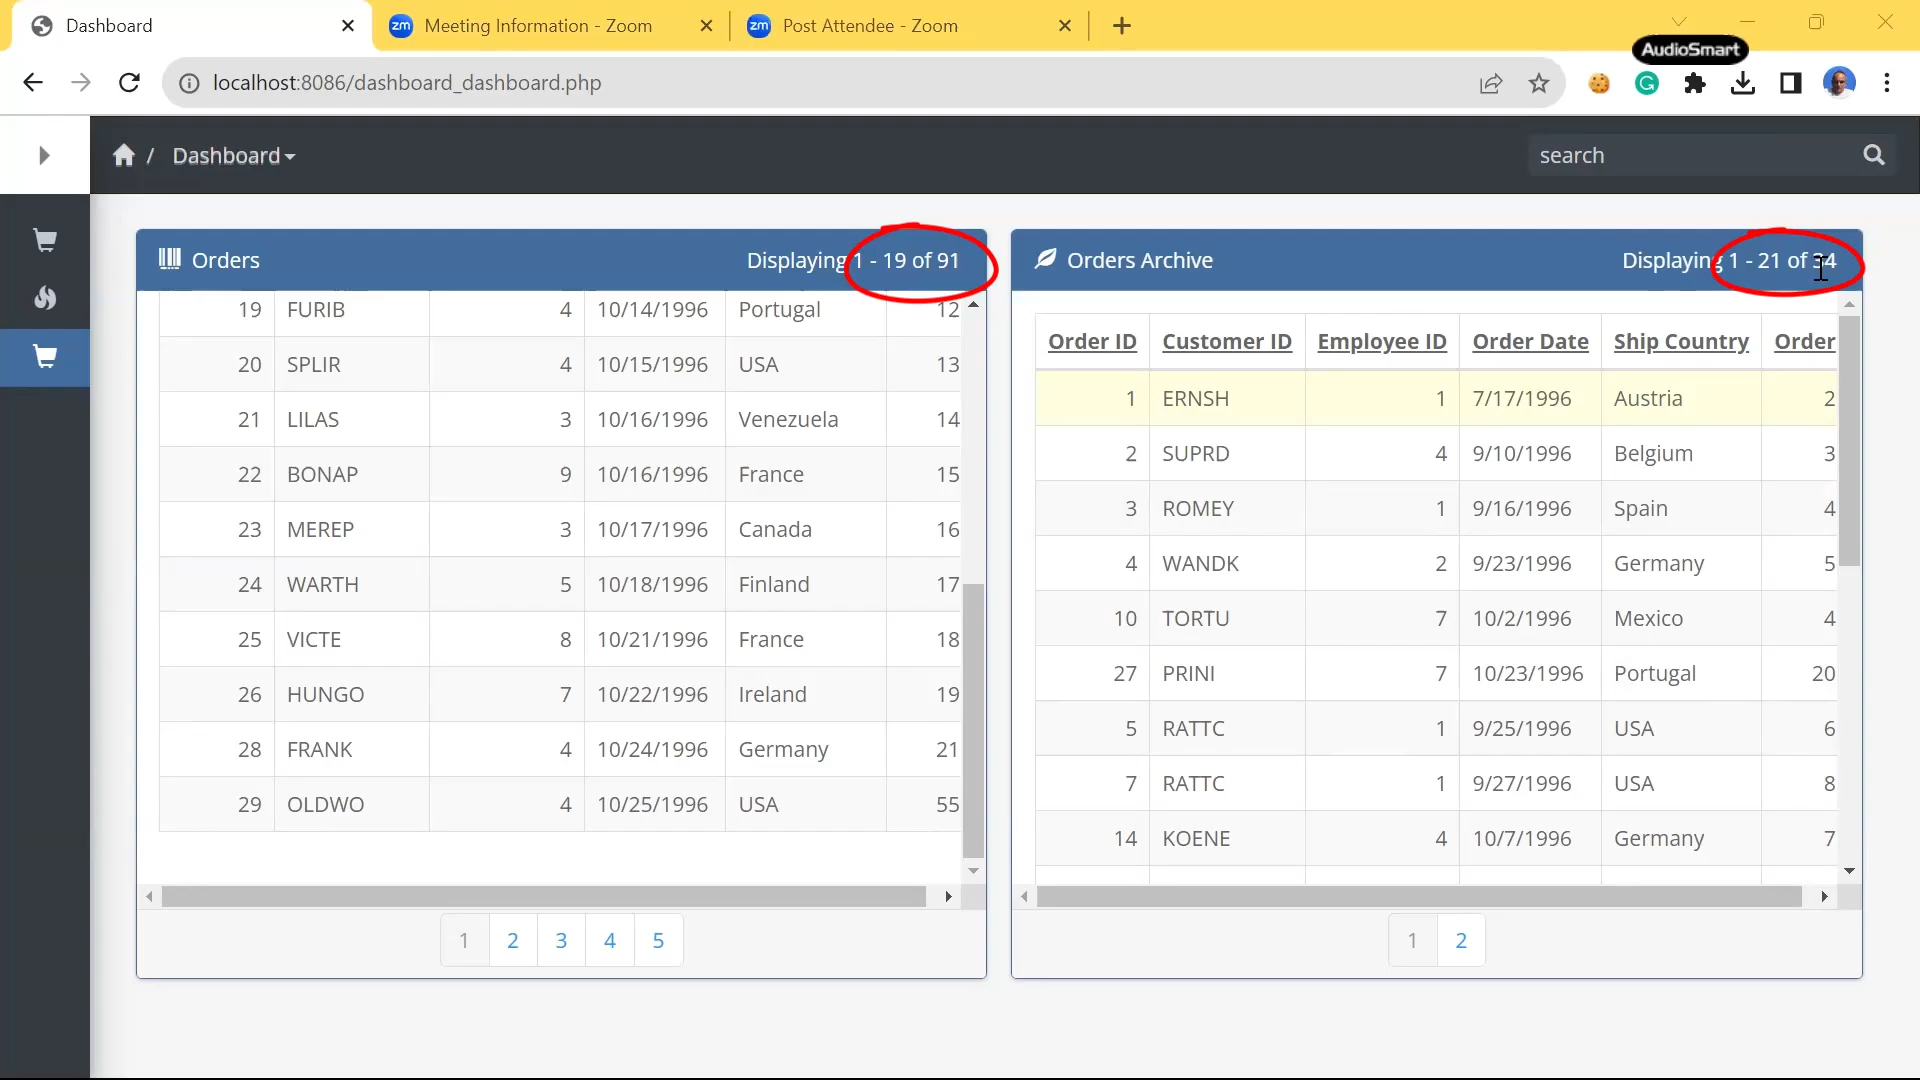 Dashboard
Meeting Information - Zoom
Post Attendee - Zoom
AudioSmart
localhost:8086/dashboard_dashboard.php
/ Dashboard
search
Orders
Displaying 1 - 19 of 91
19 FURIB 4 10/14/1996 Portugal 12
20 SPLIR 4 10/15/1996 USA 13
21 LILAS 3 10/16/1996 Venezuela 14
22 BONAP 9 10/16/1996 France 15
23 MEREP 3 10/17/1996 Canada 16
24 WARTH 5 10/18/1996 Finland 17
25 VICTE 8 10/21/1996 France 18
26 HUNGO 7 10/22/1996 Ireland 19
28 FRANK 4 10/24/1996 Germany 21
29 OLDWO 4 10/25/1996 USA 55
1 2 3 4 5
Orders Archive
Displaying 1 - 21 of 34
Order ID Customer ID Employee ID Order Date Ship Country Order
1 ERNSH 1 7/17/1996 Austria 2
2 SUPRD 4 9/10/1996 Belgium 3
3 ROMEY 1 9/16/1996 Spain 4
4 WANDK 2 9/23/1996 Germany 5
10 TORTU 7 10/2/1996 Mexico 4
27 PRINI 7 10/23/1996 Portugal 20
5 RATTC 1 9/25/1996 USA 6
7 RATTC 1 9/27/1996 USA 8
14 KOENE 4 10/7/1996 Germany 7
1 2